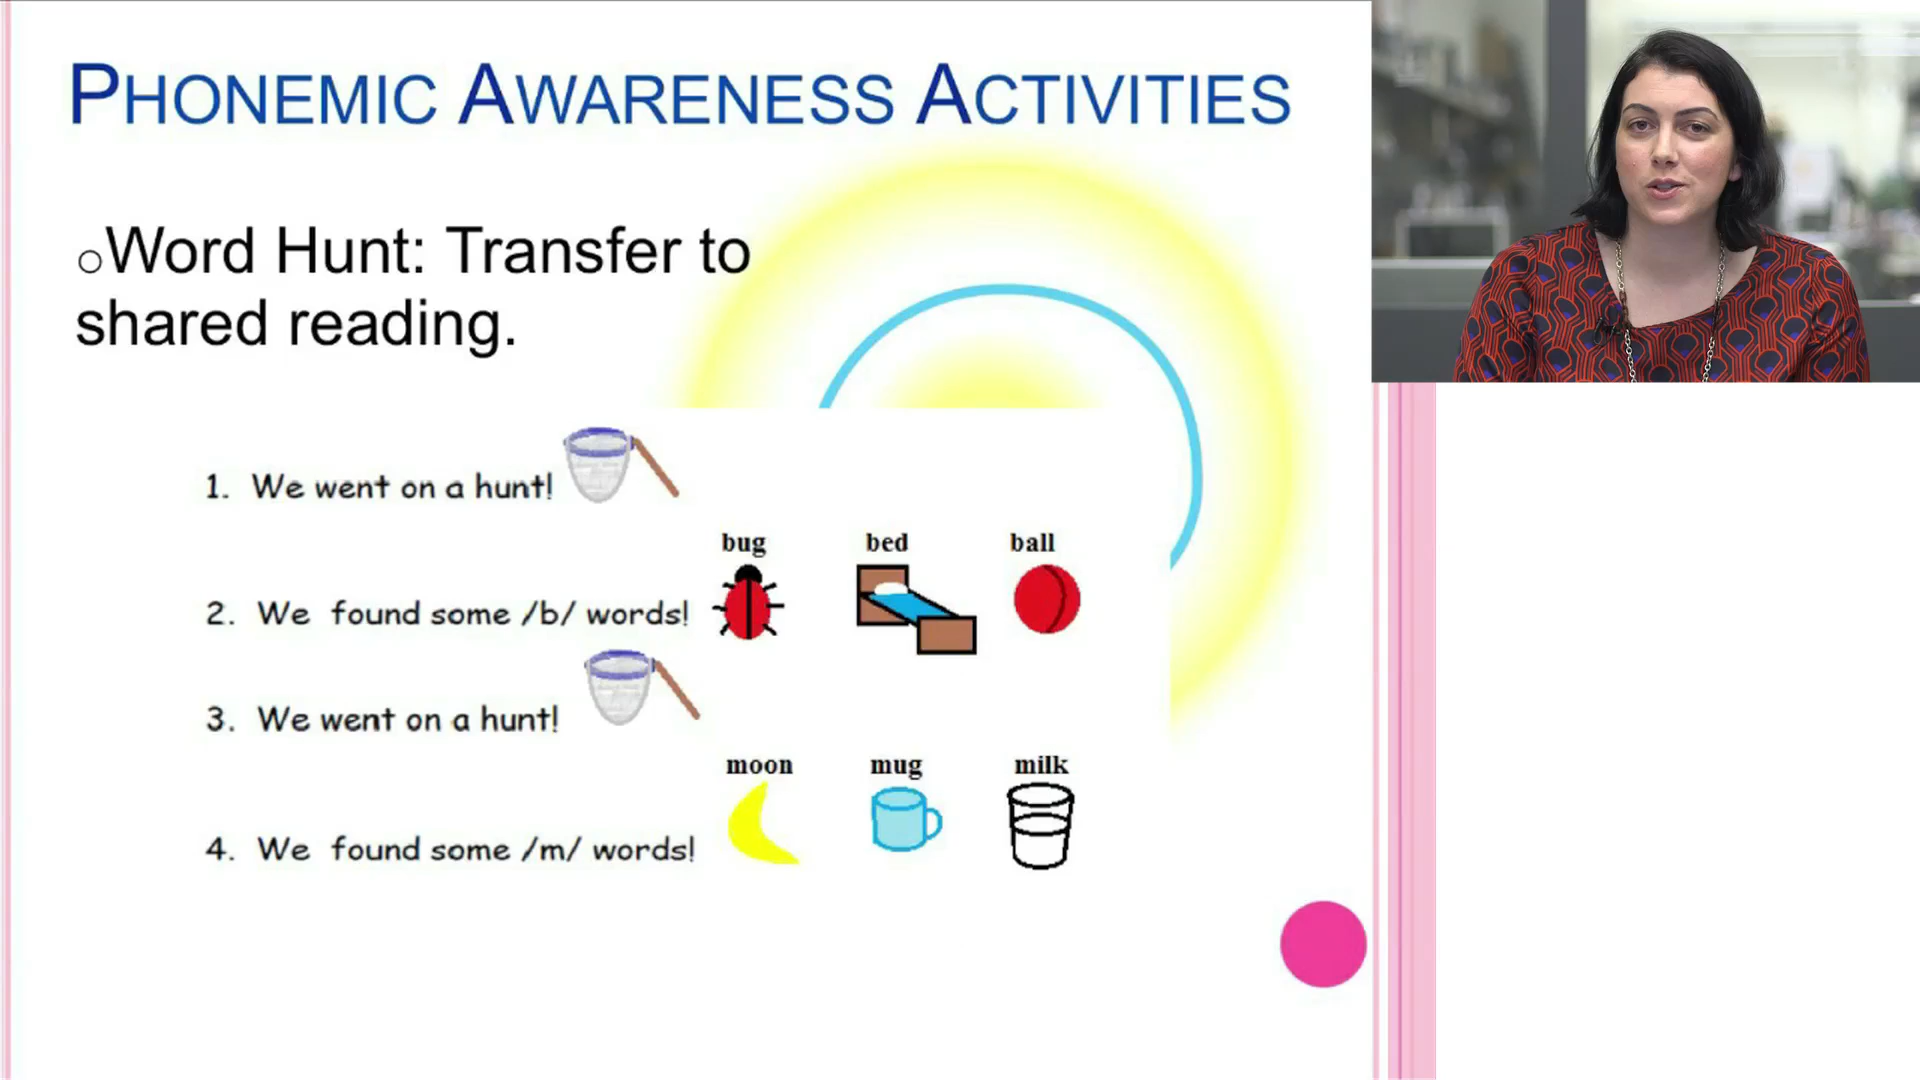 PHONEMIC AWARENESS ACTIVITIES
Word Hunt: Transfer to
shared reading.
1. We went on a hunt!
bug bed ball
2. We found some /b/ words!
3. We went on a hunt!
moon mug milk
4. We found some /m/ words!